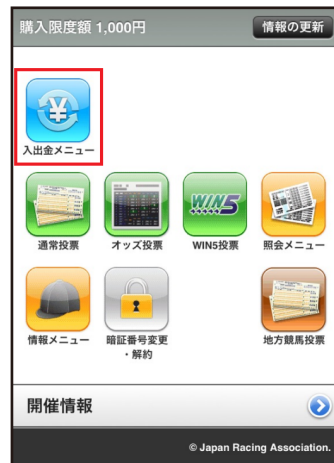 購入限度額 1,000円
情報の更新
入出金メニュー
通常投票
オッズ投票
WIN5
WIN5投票
照会メニュー
情報メニュー
暗証番号変更
・解約
地方競馬投票
開催情報
© Japan Racing Association.